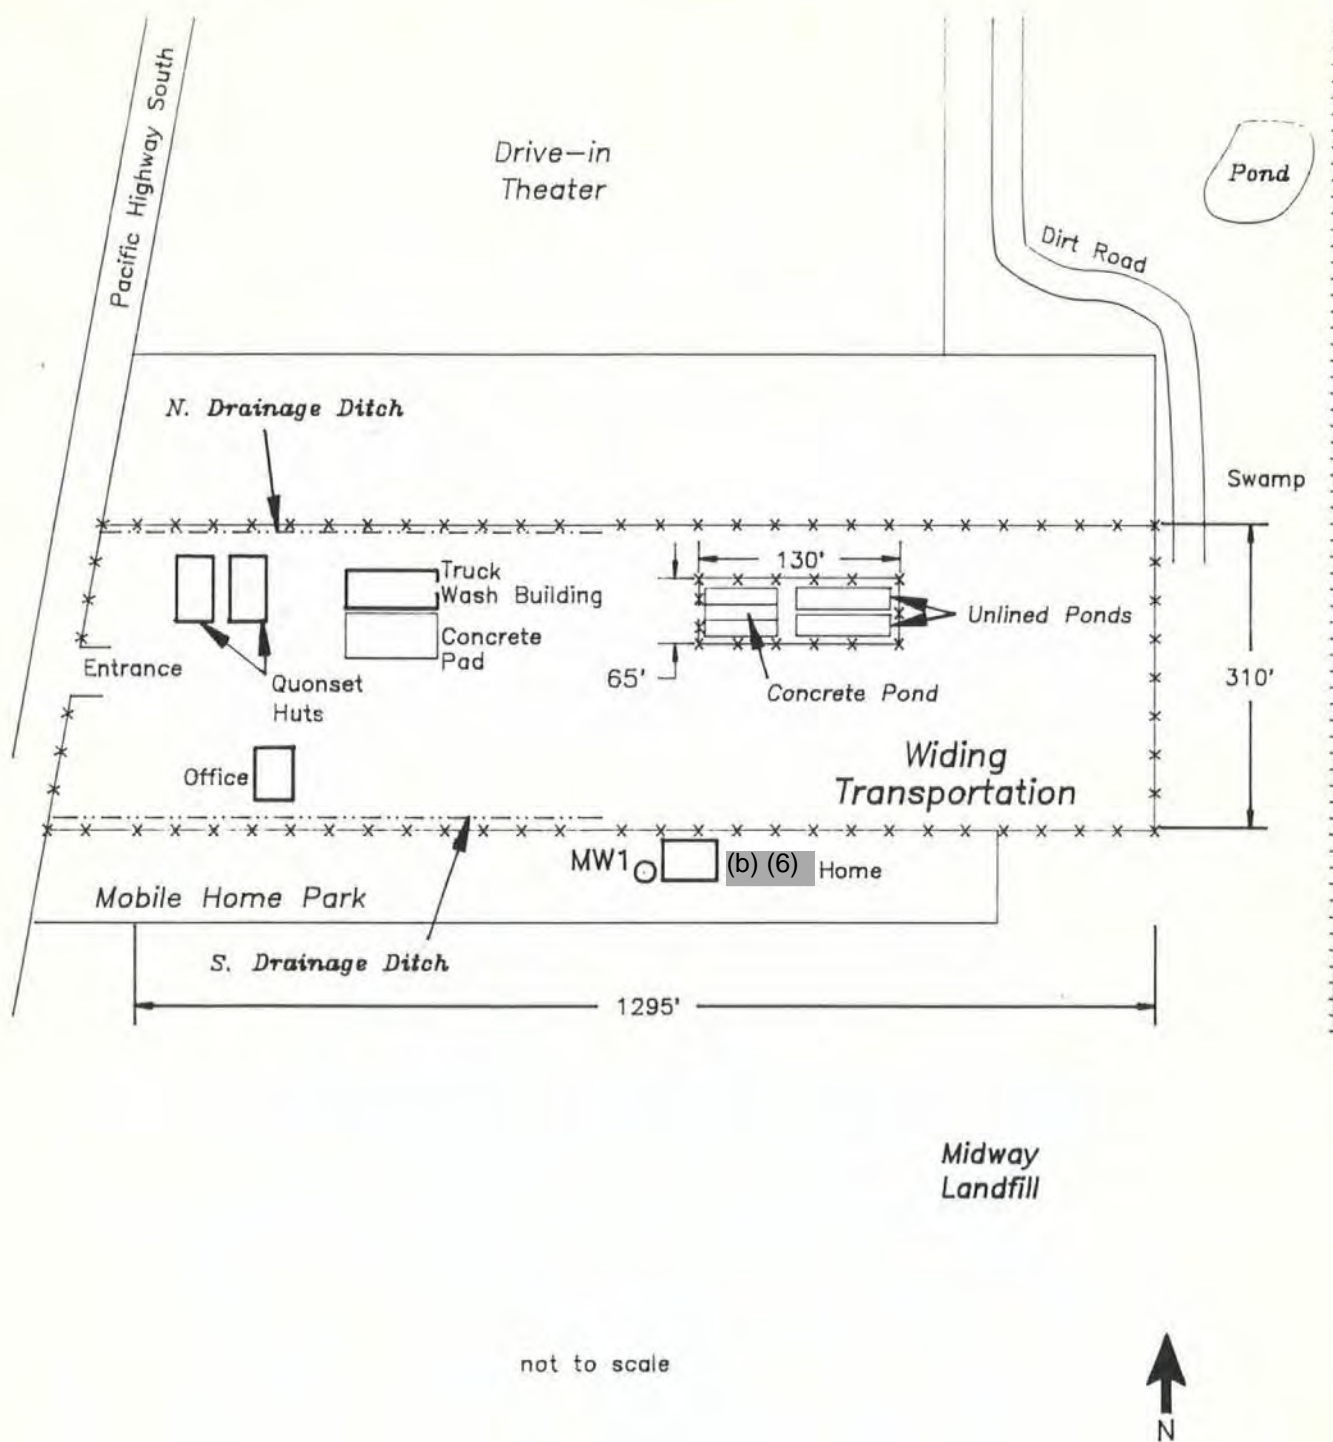 Pacific Highway South
Drive-in
Theater
Pond
Dirt Road
N. Drainage Ditch
Swamp
130'
Truck
Wash Building
Unlined Ponds
Concrete
Pad
Entrance
65'
310'
Quonset
Huts
Concrete Pond
Widing
Transportation
Office
MW1
(b) (6)
Home
Mobile Home Park
S. Drainage Ditch
1295'
Midway
Landfill
not to scale
N